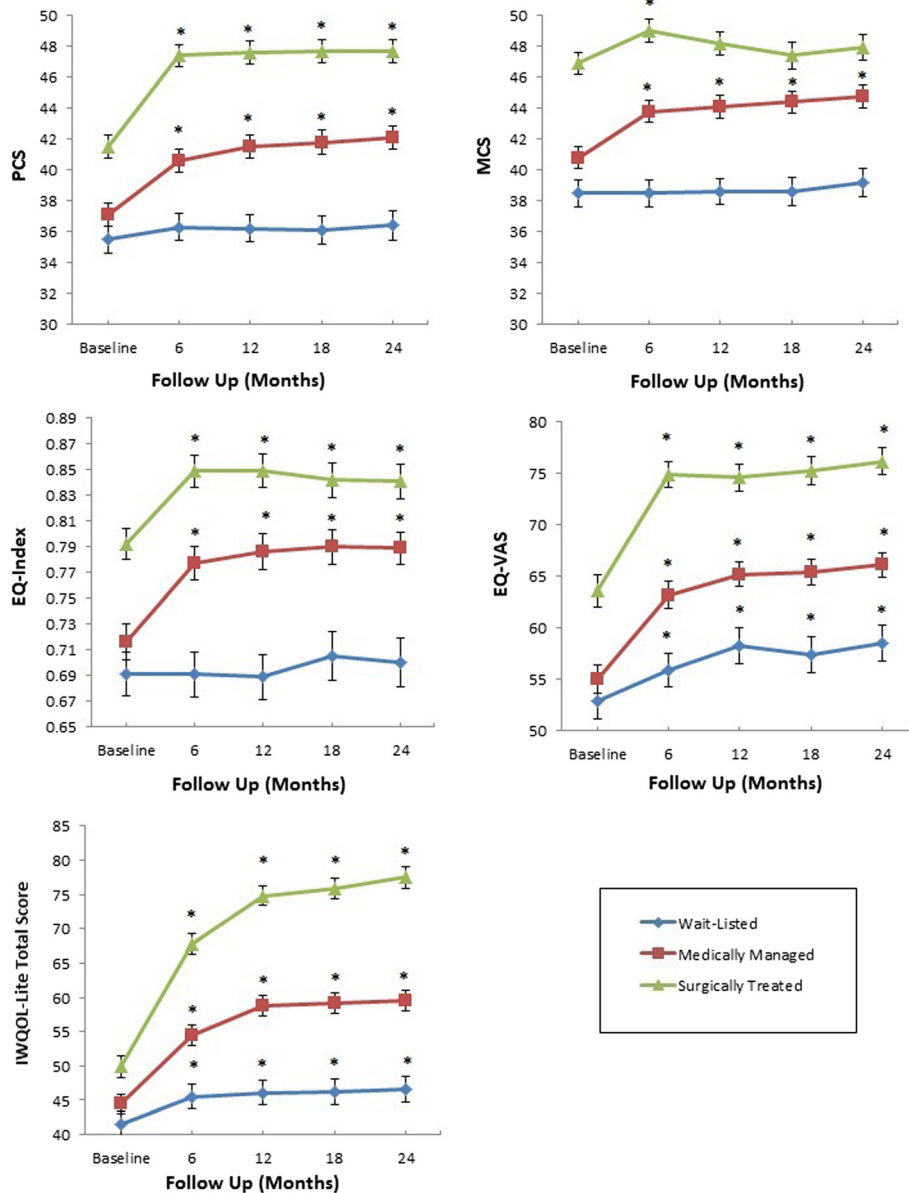 50
48
46
44
42
40
38
36
34
32
30
PCS
* * * *
* * * *
Baseline 6 12 18 24
Follow Up (Months)
50
48
46
44
42
40
38
36
34
32
30
MCS
*
* * * *
Baseline 6 12 18 24
Follow Up (Months)
0.89
0.87
0.85
0.83
0.81
0.79
0.77
0.75
0.73
0.71
0.69
0.67
0.65
EQ-Index
* * * *
* * * *
Baseline 6 12 18 24
Follow Up (Months)
80
75
70
65
60
55
50
EQ-VAS
* * * *
* * * *
* * * *
Baseline 6 12 18 24
Follow Up (Months)
85
80
75
70
65
60
55
50
45
40
IWQOL-Lite Total Score
* * * *
* * * *
* * * *
Baseline 6 12 18 24
Follow Up (Months)
Wait-Listed
Medically Managed
Surgically Treated